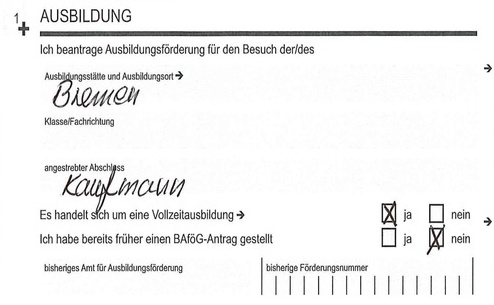 1 AUSBILDUNG
Ich beantrage Ausbildungsförderung für den Besuch der/des
Ausbildungsstätte und Ausbildungsort →
Bremen
Klasse/Fachrichtung
angestrebter Abschluss
Kaufmann
Es handelt sich um eine Vollzeitausbildung → ja nein
Ich habe bereits früher einen BAföG-Antrag gestellt ja nein
bisheriges Amt für Ausbildungsförderung bisherige Förderungsnummer